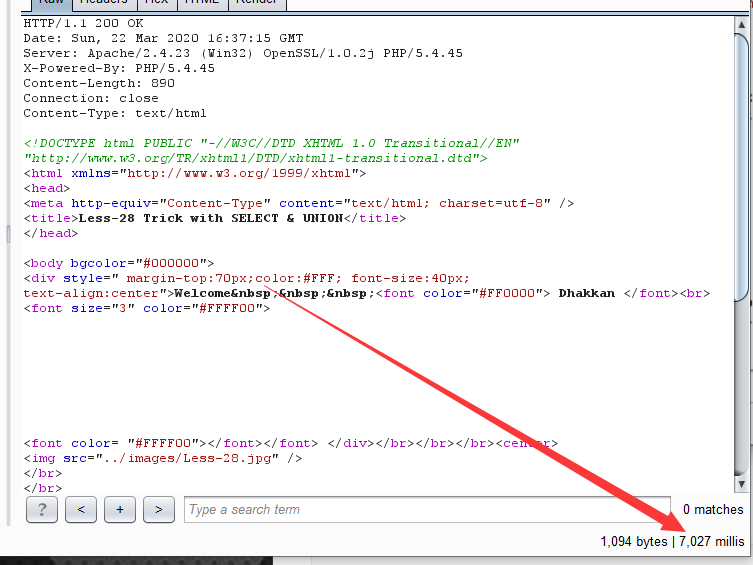 Raw Headers Hex HTML Render
HTTP/1.1 200 OK
Date: Sun, 22 Mar 2020 16:37:15 GMT
Server: Apache/2.4.23 (Win32) OpenSSL/1.0.2j PHP/5.4.45
X-Powered-By: PHP/5.4.45
Content-Length: 890
Connection: close
Content-Type: text/html
<!DOCTYPE html PUBLIC "-//W3C//DTD XHTML 1.0 Transitional//EN"
"http://www.w3.org/TR/xhtml1/DTD/xhtml1-transitional.dtd">
<html xmlns="http://www.w3.org/1999/xhtml">
<head>
<meta http-equiv="Content-Type" content="text/html; charset=utf-8" />
<title>Less-28 Trick with SELECT & UNION</title>
</head>
<body bgcolor="#000000">
<div style=" margin-top:70px;color:#FFF; font-size:40px;
text-align:center">Welcome&nbsp;&nbsp;&nbsp;<font color="#FF0000"> Dhakkan </font><br>
<font size="3" color="#FFFF00">
<font color= "#FFFF00"></font></font> </div></br></br></br><center>
<img src="../images/Less-28.jpg" />
</br>
</br>
? < + > Type a search term 0 matches
1,094 bytes | 7,027 millis